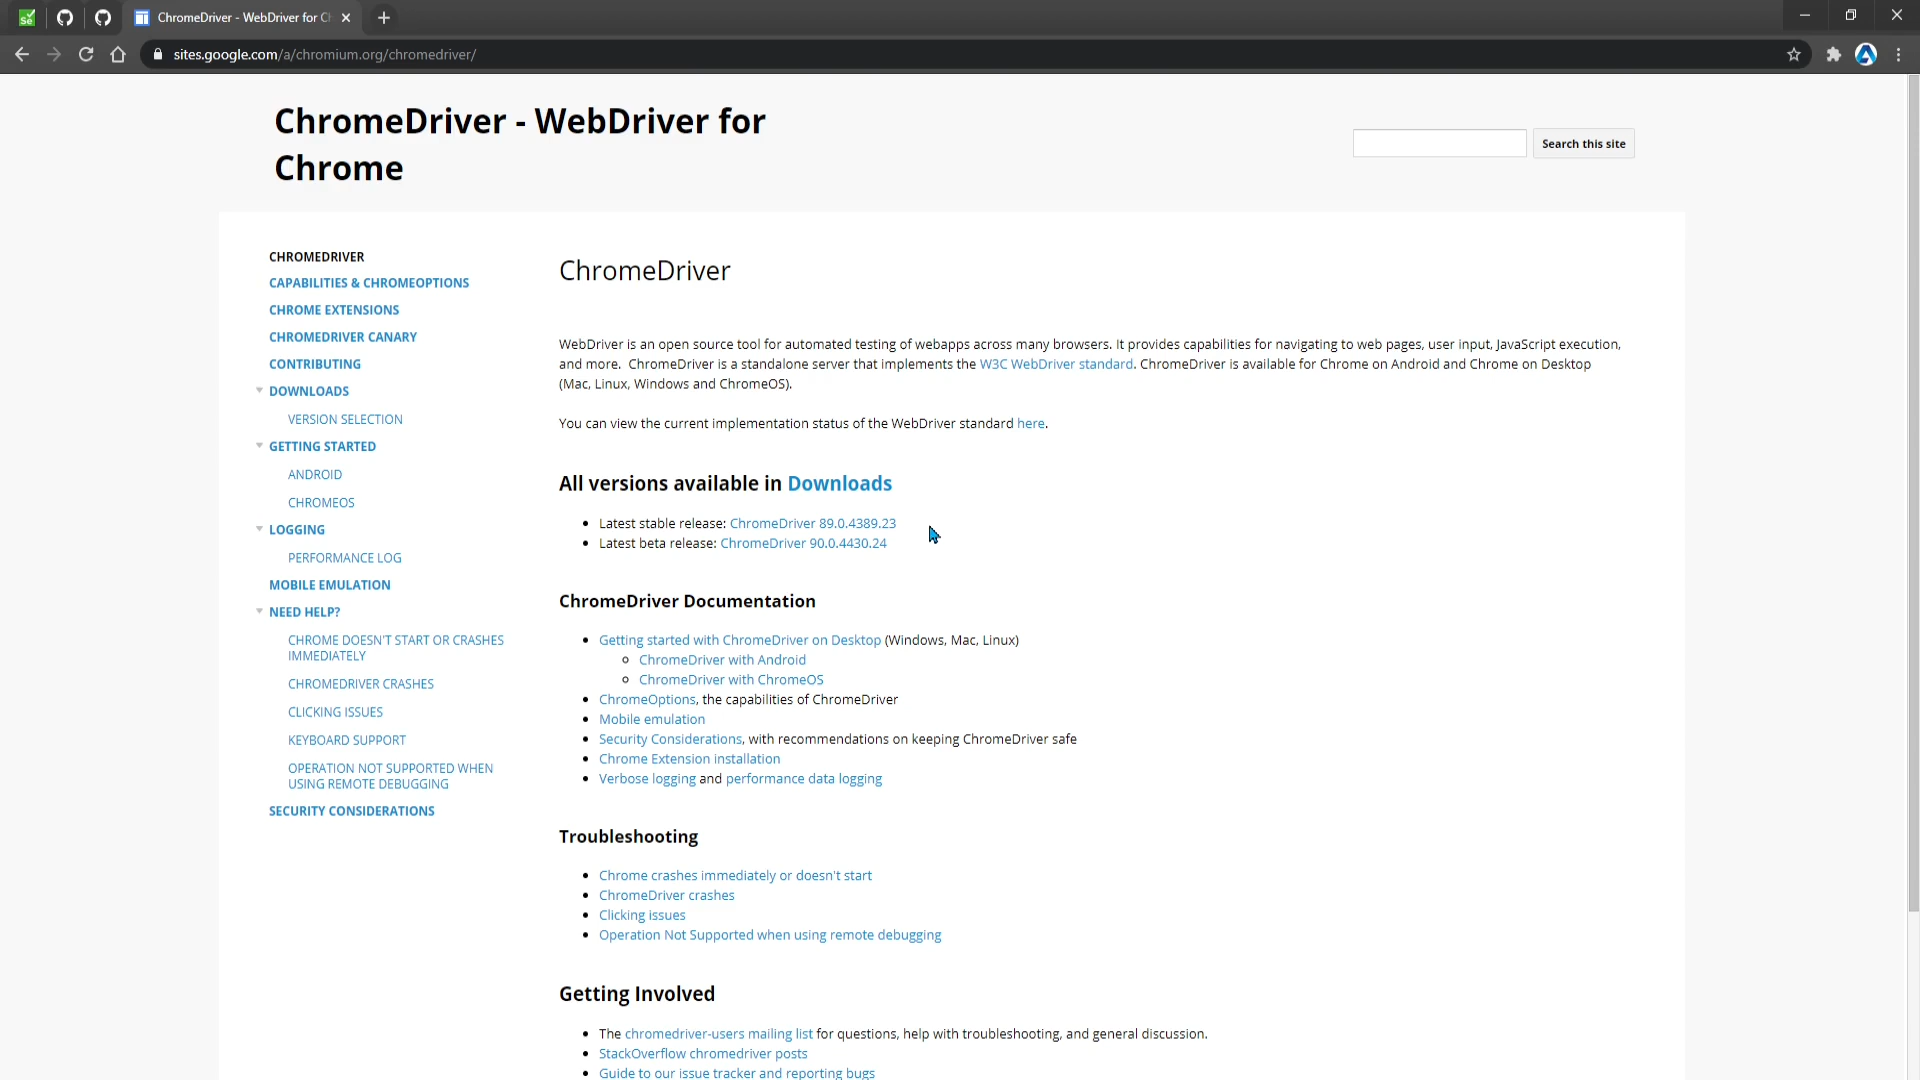 Se
ChromeDriver - WebDriver for Ch
sites.google.com/a/chromium.org/chromedriver/
ChromeDriver - WebDriver for
Chrome
Search this site
CHROMEDRIVER
CAPABILITIES & CHROMEOPTIONS
CHROME EXTENSIONS
CHROMEDRIVER CANARY
CONTRIBUTING
DOWNLOADS
VERSION SELECTION
GETTING STARTED
ANDROID
CHROMEOS
LOGGING
PERFORMANCE LOG
MOBILE EMULATION
NEED HELP?
CHROME DOESN'T START OR CRASHES
IMMEDIATELY
CHROMEDRIVER CRASHES
CLICKING ISSUES
KEYBOARD SUPPORT
OPERATION NOT SUPPORTED WHEN
USING REMOTE DEBUGGING
SECURITY CONSIDERATIONS
ChromeDriver
WebDriver is an open source tool for automated testing of webapps across many browsers. It provides capabilities for navigating to web pages, user input, JavaScript execution,
and more.  ChromeDriver is a standalone server that implements the W3C WebDriver standard. ChromeDriver is available for Chrome on Android and Chrome on Desktop
(Mac, Linux, Windows and ChromeOS).
You can view the current implementation status of the WebDriver standard here.
All versions available in Downloads
Latest stable release: ChromeDriver 89.0.4389.23
Latest beta release: ChromeDriver 90.0.4430.24
ChromeDriver Documentation
Getting started with ChromeDriver on Desktop (Windows, Mac, Linux)
ChromeDriver with Android
ChromeDriver with ChromeOS
ChromeOptions, the capabilities of ChromeDriver
Mobile emulation
Security Considerations, with recommendations on keeping ChromeDriver safe
Chrome Extension installation
Verbose logging and performance data logging
Troubleshooting
Chrome crashes immediately or doesn't start
ChromeDriver crashes
Clicking issues
Operation Not Supported when using remote debugging
Getting Involved
The chromedriver-users mailing list for questions, help with troubleshooting, and general discussion.
StackOverflow chromedriver posts
Guide to our issue tracker and reporting bugs